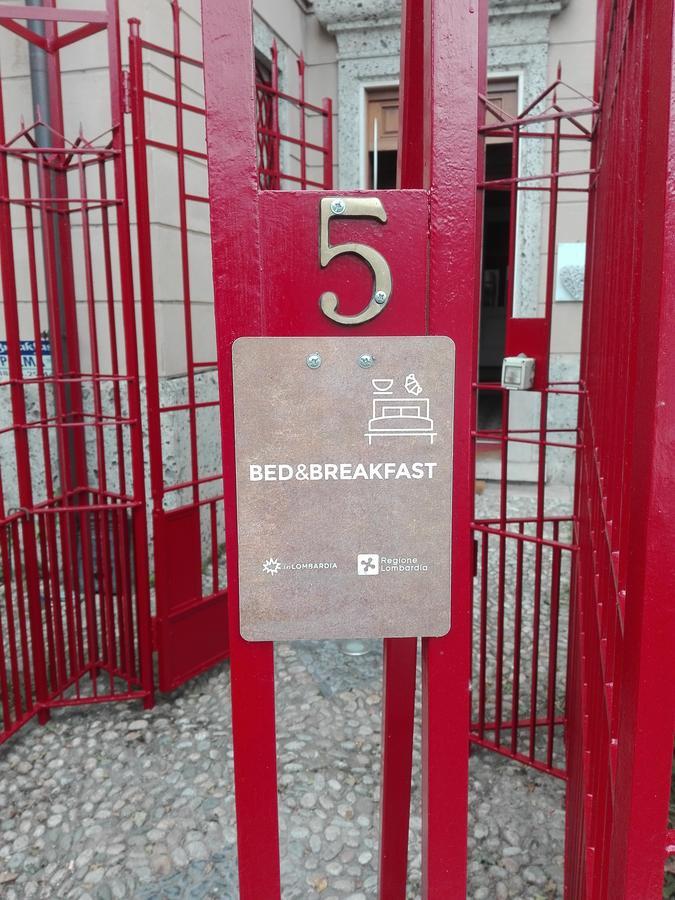 5
BED&BREAKFAST
inLOMBARDIA
Regione
Lombardia